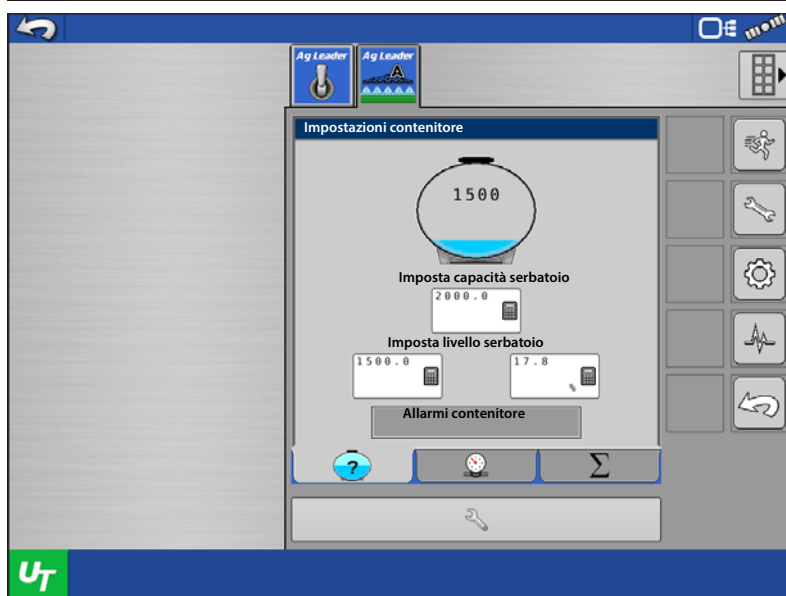 Ag Leader
Ag Leader
A
Impostazioni contenitore
1500
Imposta capacità serbatoio
2000.0
Imposta livello serbatoio
1500.0
17.8
%
Allarmi contenitore
?
Σ
UT